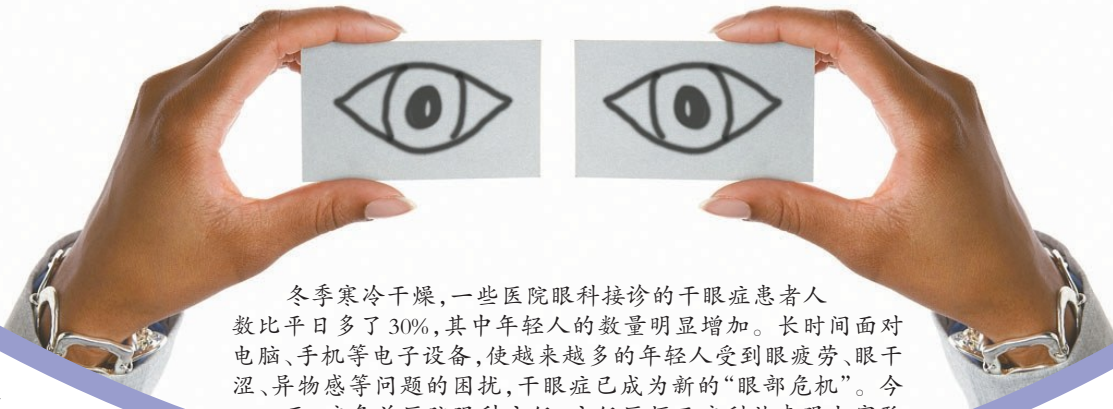 冬季寒冷干燥,一些医院眼科接诊的干眼症患者人
数比平日多了30%,其中年轻人的数量明显增加。长时间面对
电脑、手机等电子设备,使越来越多的年轻人受到眼疲劳、眼干
涩、异物感等问题的困扰,干眼症已成为新的“眼部危机”。今